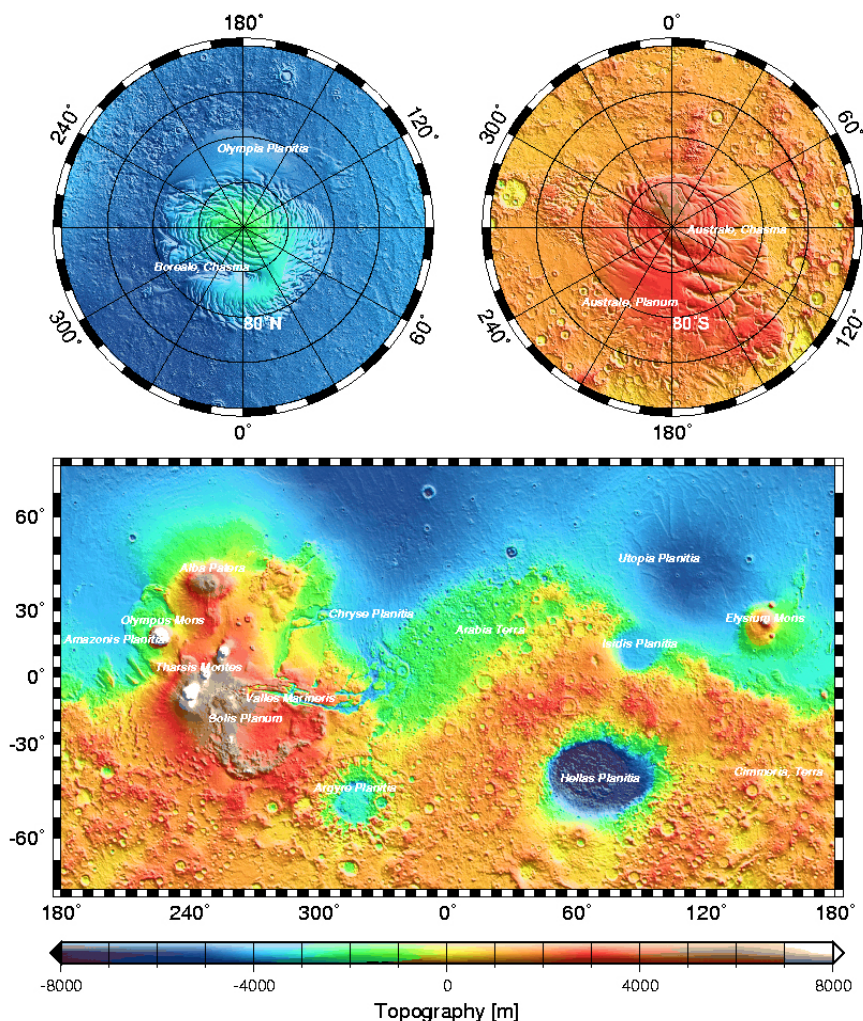 180°
240°
120°
Olympia Planitia
Boreale, Chasma
300°
60°
80°N
0°
0°
300°
60°
Australe, Chasma
Australe, Planum
240°
120°
80°S
180°
60°
Utopia Planitia
Alba Patera
30°
Olympus Mons
Chryse Planitia
Elysium Mons
Amazonis Planitia
Arabia Terra
Isidis Planitia
0°
Tharsis Montes
Valles Marineris
Solis Planum
-30°
Argyre Planitia
Hellas Planitia
Cimmeria, Terra
-60°
180° 240° 300° 0° 60° 120° 180°
-8000 -4000 0 4000 8000
Topography [m]